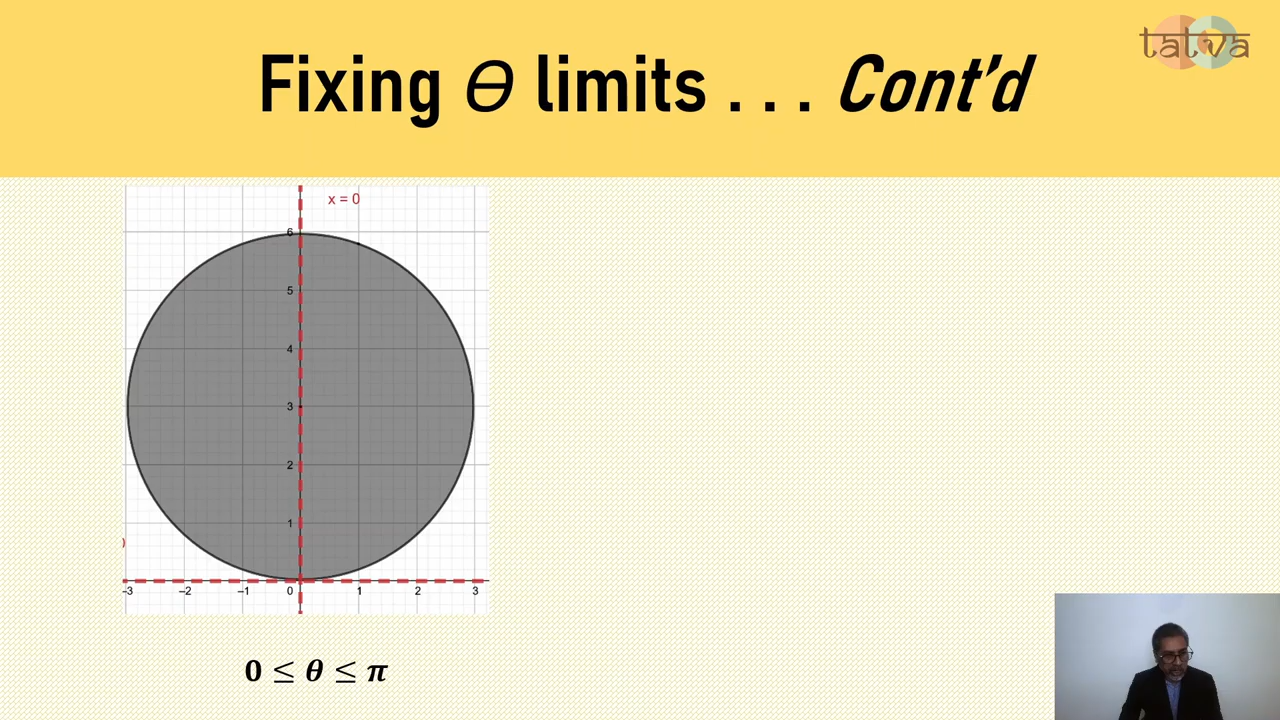 tatva
Fixing Θ limits . . . Cont'd
x = 0
6
5
4
3
2
1
-3 -2 -1 0 1 2 3
0 ≤ θ ≤ π